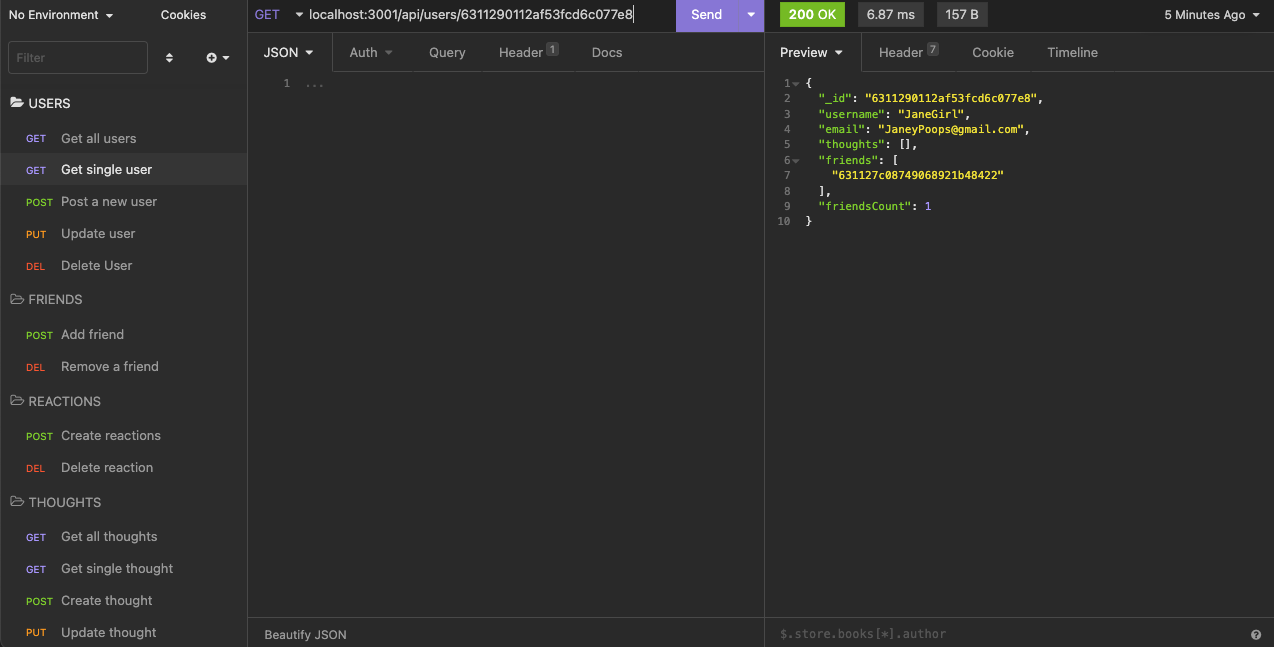 No Environment
Cookies
Filter
USERS
GET Get all users
GET Get single user
POST Post a new user
PUT Update user
DEL Delete User
FRIENDS
POST Add friend
DEL Remove a friend
REACTIONS
POST Create reactions
DEL Delete reaction
THOUGHTS
GET Get all thoughts
GET Get single thought
POST Create thought
PUT Update thought
GET localhost:3001/api/users/6311290112af53fcd6c077e8 Send
JSON Auth Query Header 1 Docs
1 ...
Beautify JSON
200 OK 6.87 ms 157 B 5 Minutes Ago
Preview Header 7 Cookie Timeline
1 {
2 "_id": "6311290112af53fcd6c077e8",
3 "username": "JaneGirl",
4 "email": "JaneyPoops@gmail.com",
5 "thoughts": [],
6 "friends": [
7 "631127c08749068921b48422"
8 ],
9 "friendsCount": 1
10 }
$.store.books[*].author
?